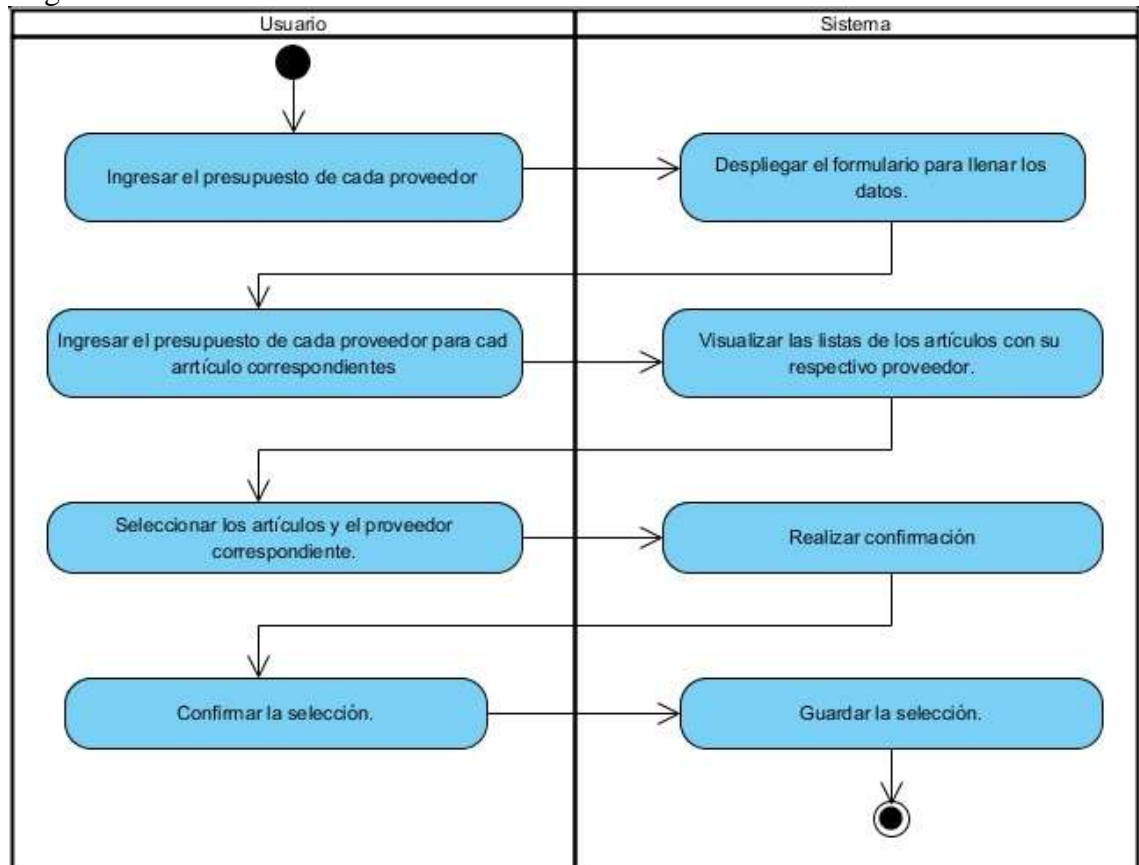 Usuario
Sistema
Ingresar el presupuesto de cada proveedor
Despliegar el formulario para llenar los
datos.
Ingresar el presupuesto de cada proveedor para cad
arrtículo correspondientes
Visualizar las listas de los artículos con su
respectivo proveedor.
Seleccionar los artículos y el proveedor
correspondiente.
Realizar confirmación
Confirmar la selección.
Guardar la selección.